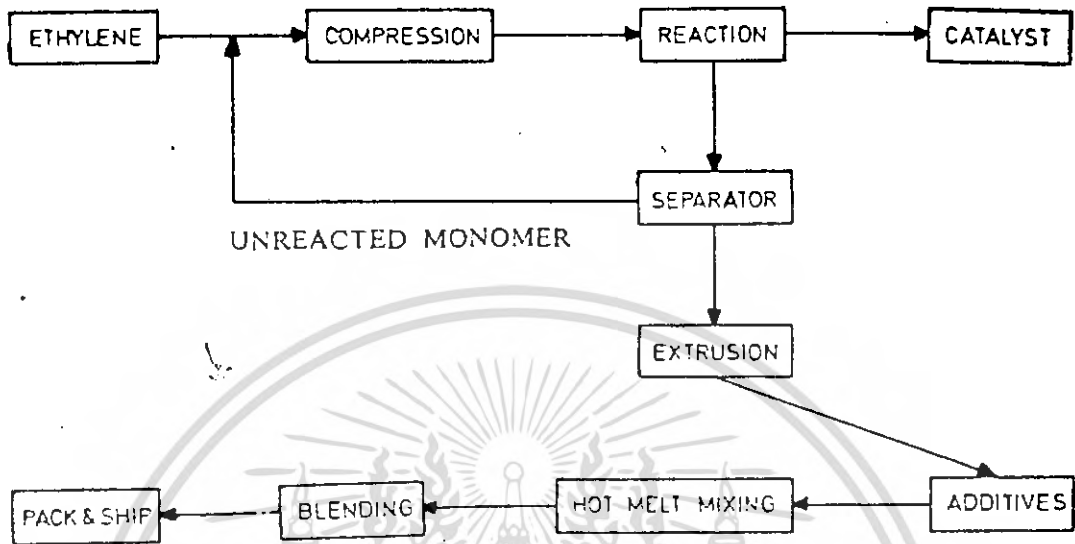 ETHYLENE
COMPRESSION
REACTION
CATALYST
SEPARATOR
UNREACTED MONOMER
EXTRUSION
PACK & SHIP
BLENDING
HOT MELT MIXING
ADDITIVES